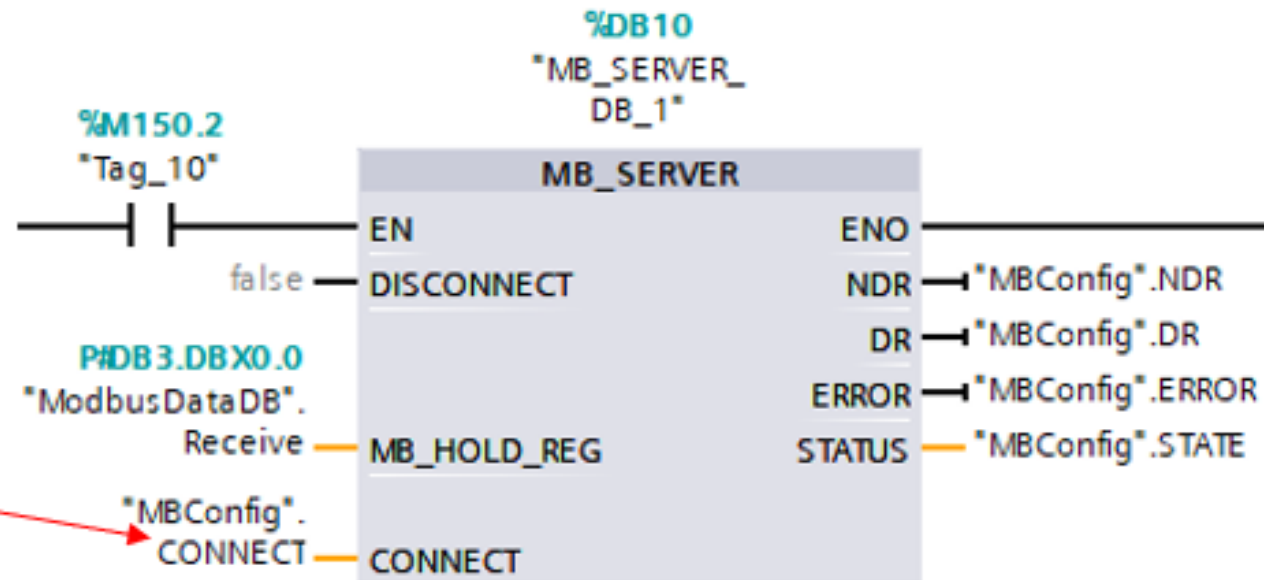 %DB10
"MB_SERVER_
DB_1"
%M150.2
"Tag_10"
MB_SERVER
EN
ENO
false
DISCONNECT
NDR
"MBConfig".NDR
DR
"MBConfig".DR
P#DB3.DBX0.0
"ModbusDataDB".
Receive
MB_HOLD_REG
ERROR
"MBConfig".ERROR
STATUS
"MBConfig".STATE
"MBConfig".
CONNECT
CONNECT